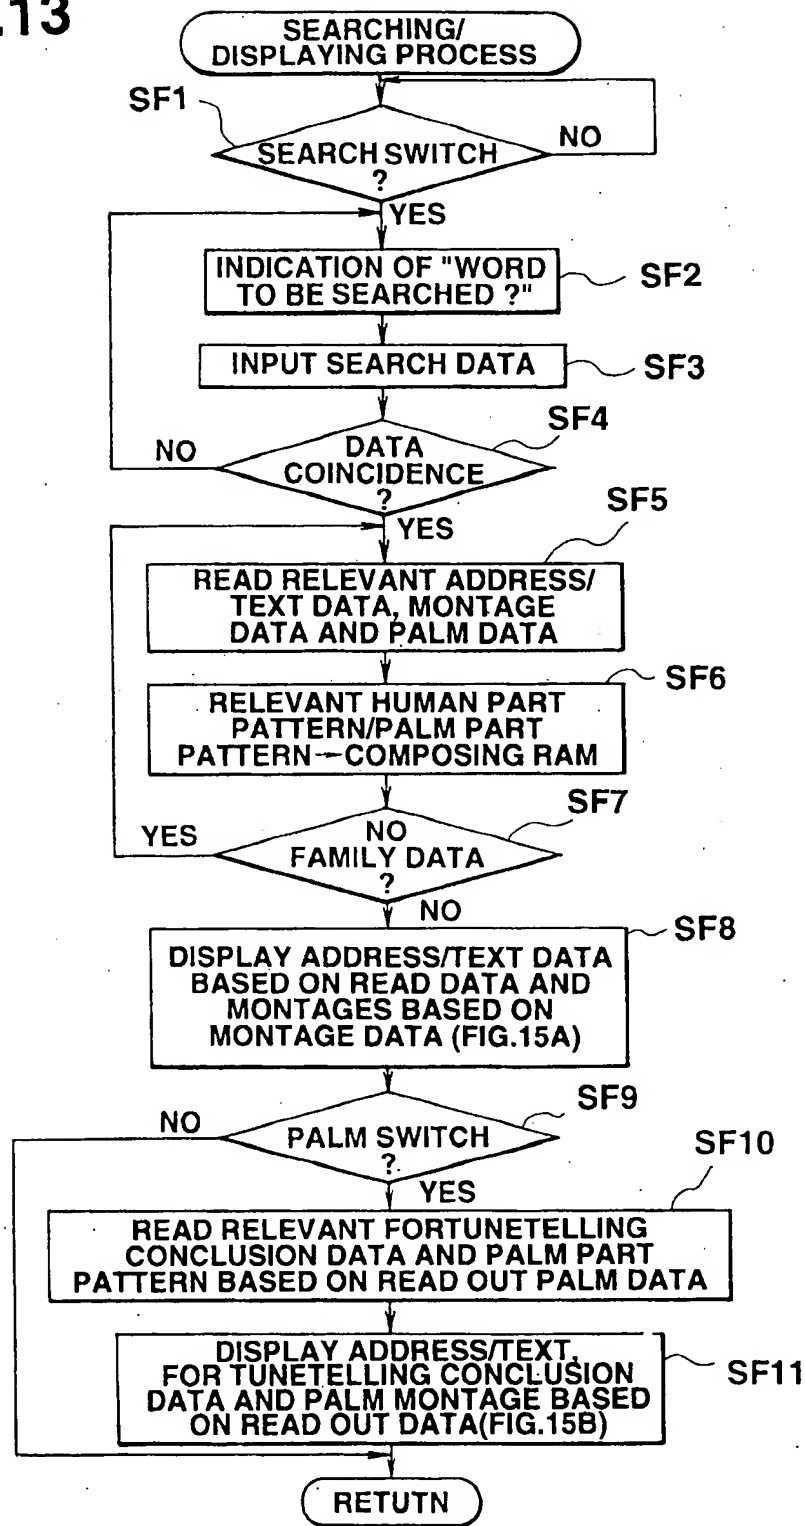 .13
SEARCHING/
DISPLAYING PROCESS
SF1
SEARCH SWITCH
?
NO
YES
INDICATION OF "WORD
TO BE SEARCHED ?"
SF2
INPUT SEARCH DATA
SF3
SF4
NO
DATA
COINCIDENCE
?
YES
SF5
READ RELEVANT ADDRESS/
TEXT DATA, MONTAGE
DATA AND PALM DATA
SF6
RELEVANT HUMAN PART
PATTERN/PALM PART
PATTERN→COMPOSING RAM
SF7
YES
NO
FAMILY DATA
?
NO
SF8
DISPLAY ADDRESS/TEXT DATA
BASED ON READ DATA AND
MONTAGES BASED ON
MONTAGE DATA (FIG.15A)
SF9
NO
PALM SWITCH
?
YES
SF10
READ RELEVANT FORTUNETELLING
CONCLUSION DATA AND PALM PART
PATTERN BASED ON READ OUT PALM DATA
DISPLAY ADDRESS/TEXT,
FOR TUNETELLING CONCLUSION
DATA AND PALM MONTAGE BASED
ON READ OUT DATA(FIG.15B)
SF11
RETUTN